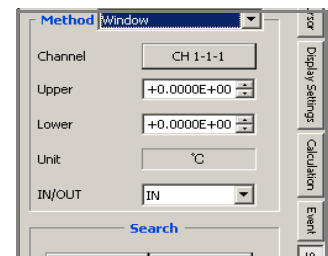 Method Window
Channel CH 1-1-1
Upper +0.0000E+00
Lower +0.0000E+00
Unit °C
IN/OUT IN
Search
Display Settings
Calculation
Event